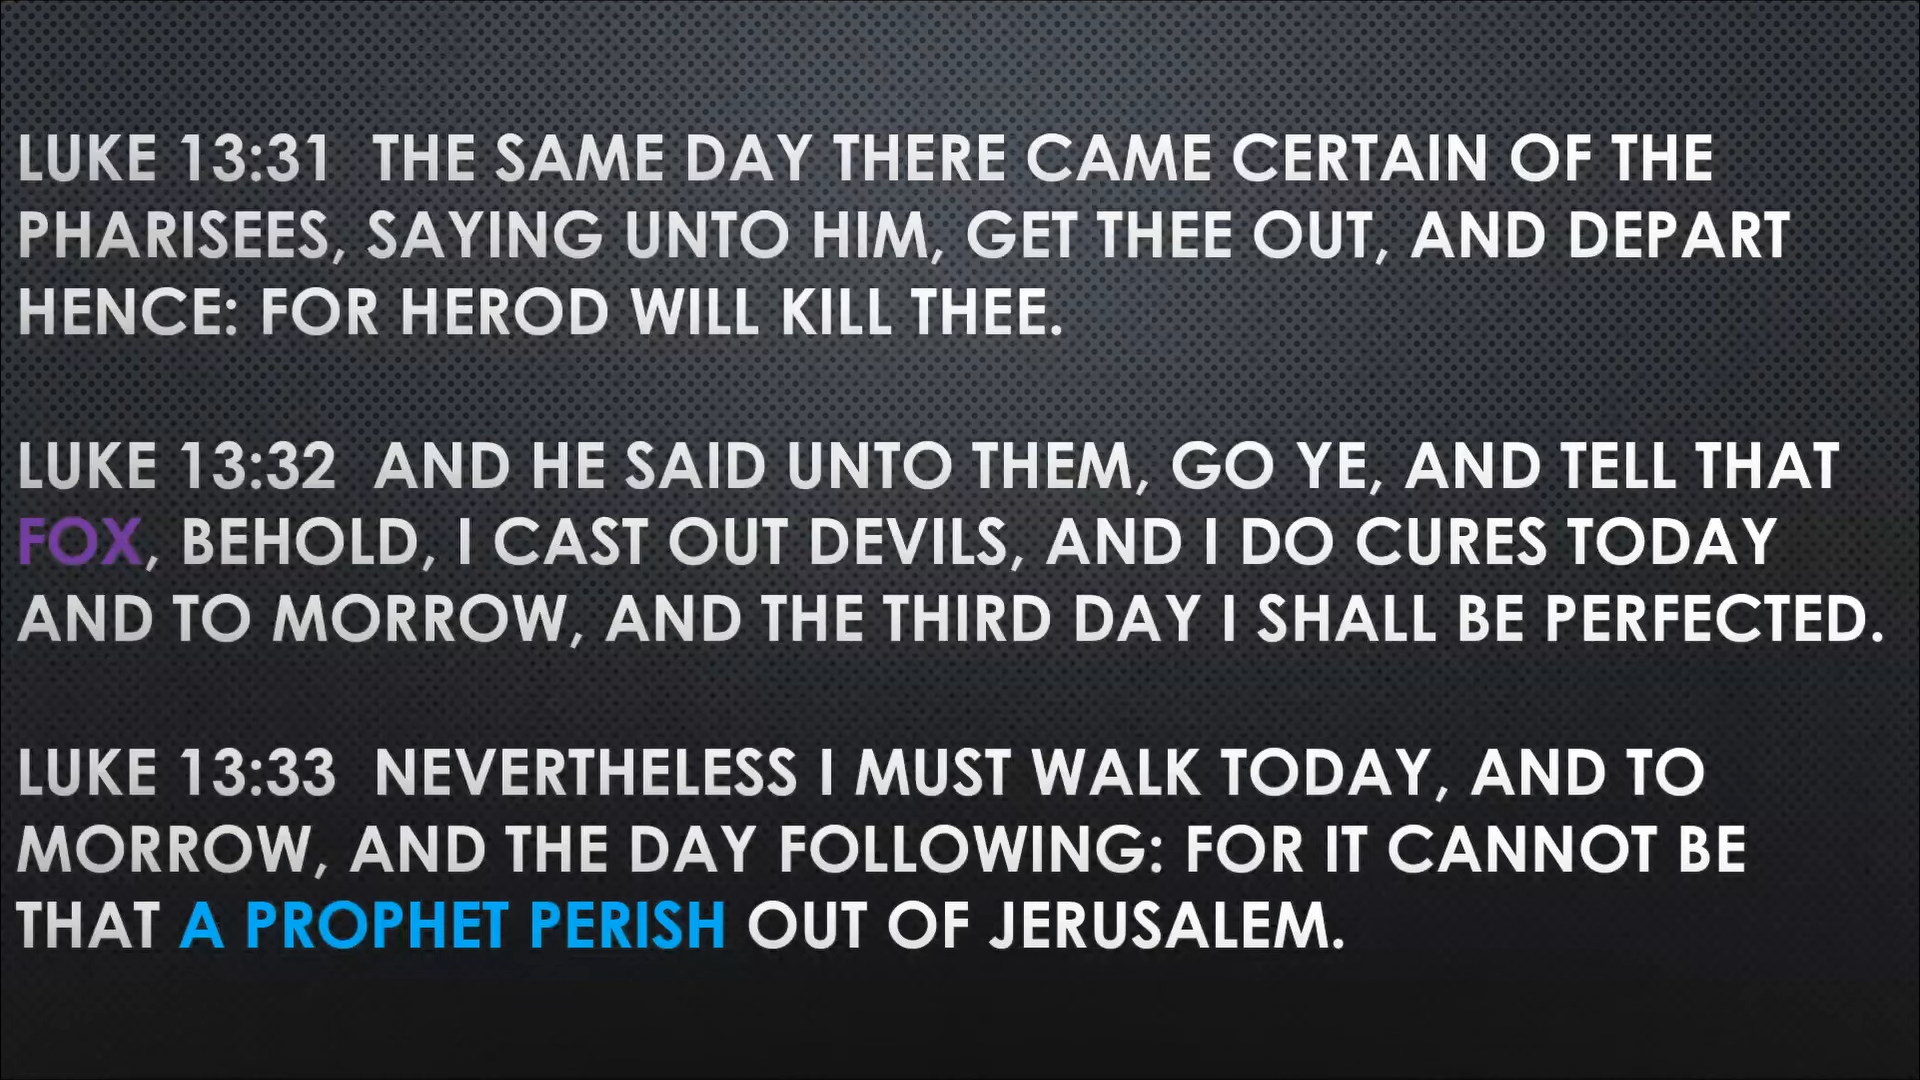 LUKE 13:31 THE SAME DAY THERE CAME CERTAIN OF THE
PHARISEES, SAYING UNTO HIM, GET THEE OUT, AND DEPART
HENCE: FOR HEROD WILL KILL THEE.
LUKE 13:32 AND HE SAID UNTO THEM, GO YE, AND TELL THAT
FOX, BEHOLD, I CAST OUT DEVILS, AND I DO CURES TODAY
AND TO MORROW, AND THE THIRD DAY I SHALL BE PERFECTED.
LUKE 13:33 NEVERTHELESS I MUST WALK TODAY, AND TO
MORROW, AND THE DAY FOLLOWING: FOR IT CANNOT BE
THAT A PROPHET PERISH OUT OF JERUSALEM.